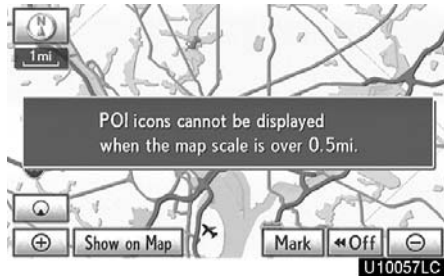 1mi
POI icons cannot be displayed
when the map scale is over 0.5mi.
Show on Map
Mark
Off
U10057LC